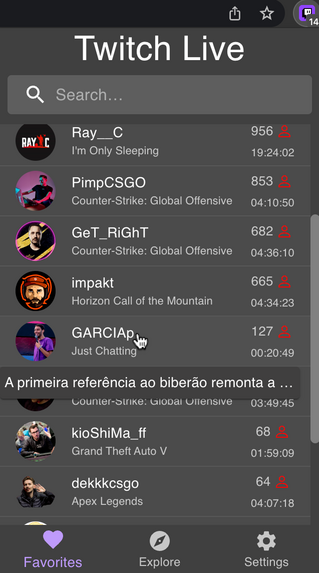 14
Twitch Live
Search...
Ray__C 956
I'm Only Sleeping 19:24:02
PimpCSGO 853
Counter-Strike: Global Offensive 04:10:50
GeT_RiGhT 682
Counter-Strike: Global Offensive 04:36:10
impakt 665
Horizon Call of the Mountain 04:34:23
GARCIAp 127
Just Chatting 00:20:49
A primeira referência ao biberão remonta a ...
Counter-Strike: Global Offensive 03:49:45
kioShiMa_ff 68
Grand Theft Auto V 01:59:09
dekkkcsgo 64
Apex Legends 04:07:18
Favorites Explore Settings